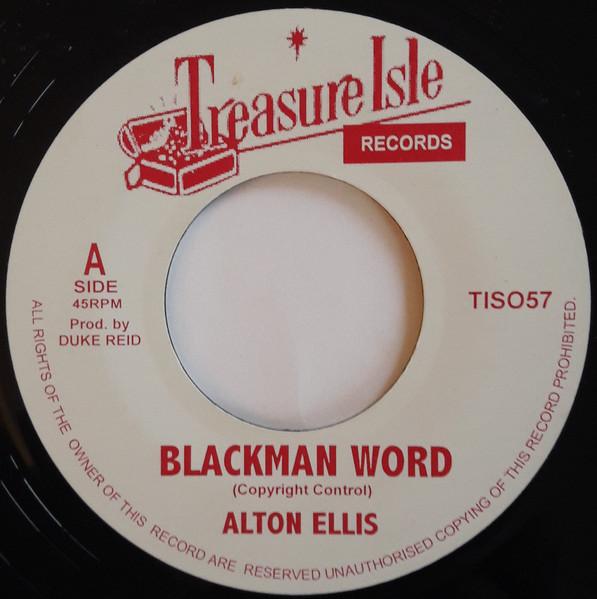 Treasure Isle
RECORDS
A
SIDE
45RPM
Prod. by
DUKE REID
TISO57
BLACKMAN WORD
(Copyright Control)
ALTON ELLIS
ALL RIGHTS OF THE OWNER OF THIS RECORD ARE RESERVED UNAUTHORISED COPYING OF THIS RECORD PROHIBITED.